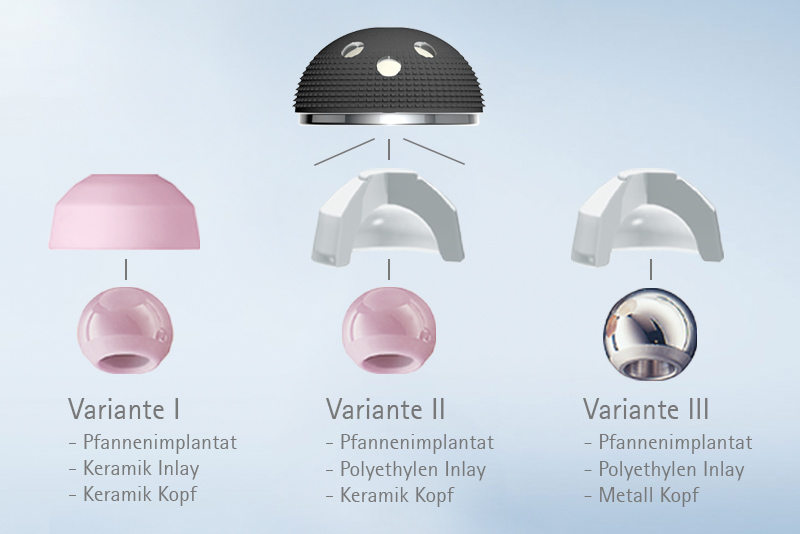 Variante I
- Pfannenimplantat
- Keramik Inlay
- Keramik Kopf
Variante II
- Pfannenimplantat
- Polyethylen Inlay
- Keramik Kopf
Variante III
- Pfannenimplantat
- Polyethylen Inlay
- Metall Kopf